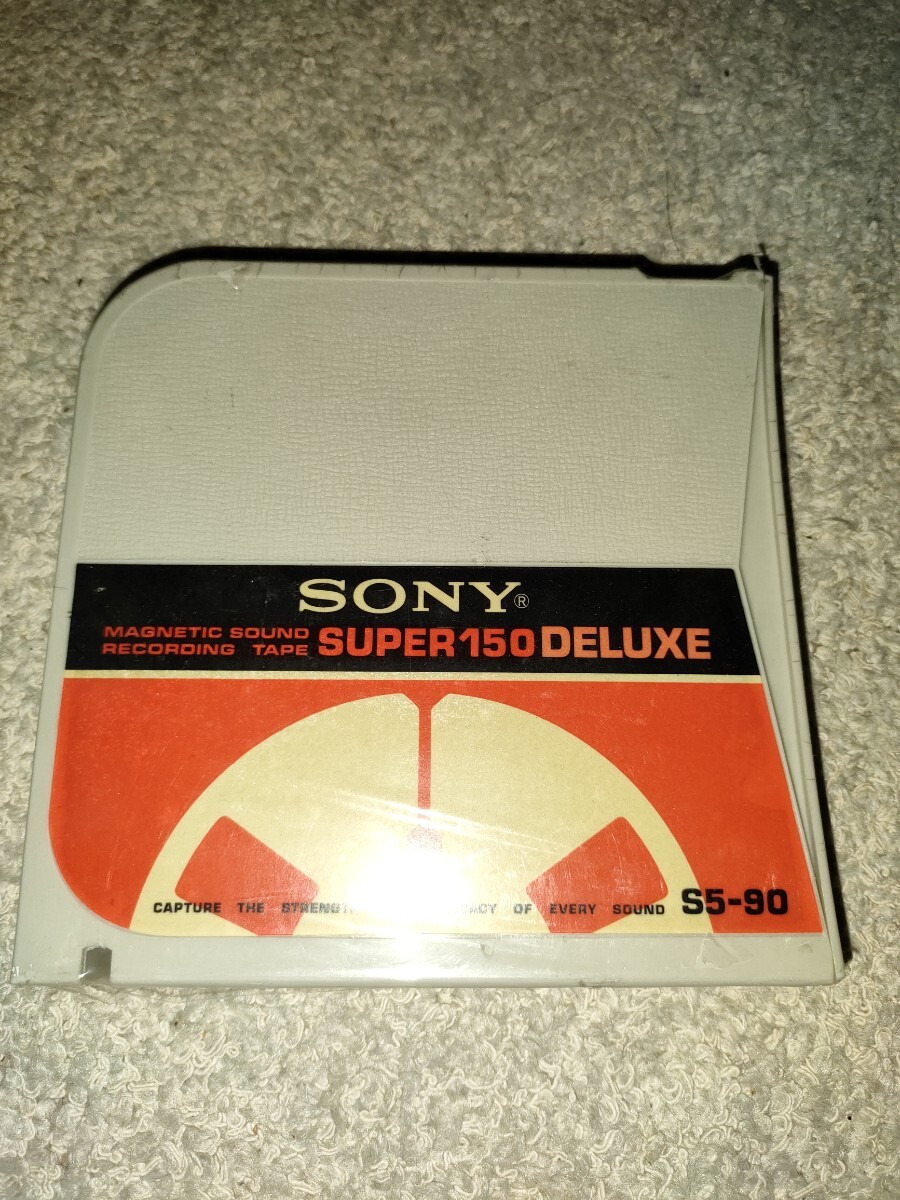 SONY®
MAGNETIC SOUND
RECORDING TAPE SUPER 150 DELUXE
CAPTURE THE OF EVERY SOUND S5-90